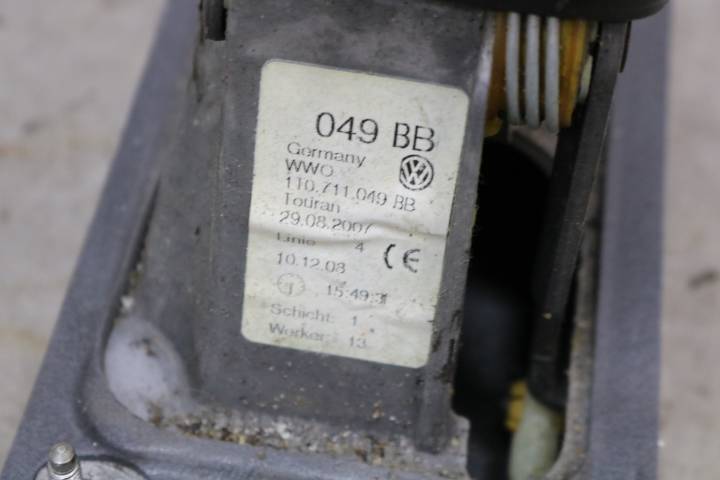 049 BB
Germany
WWO
1T0.711.049 BB
Touran
29.08.2007
Linie 4
10.12.08
15:49:31
Schicht: 1
Worker: 13